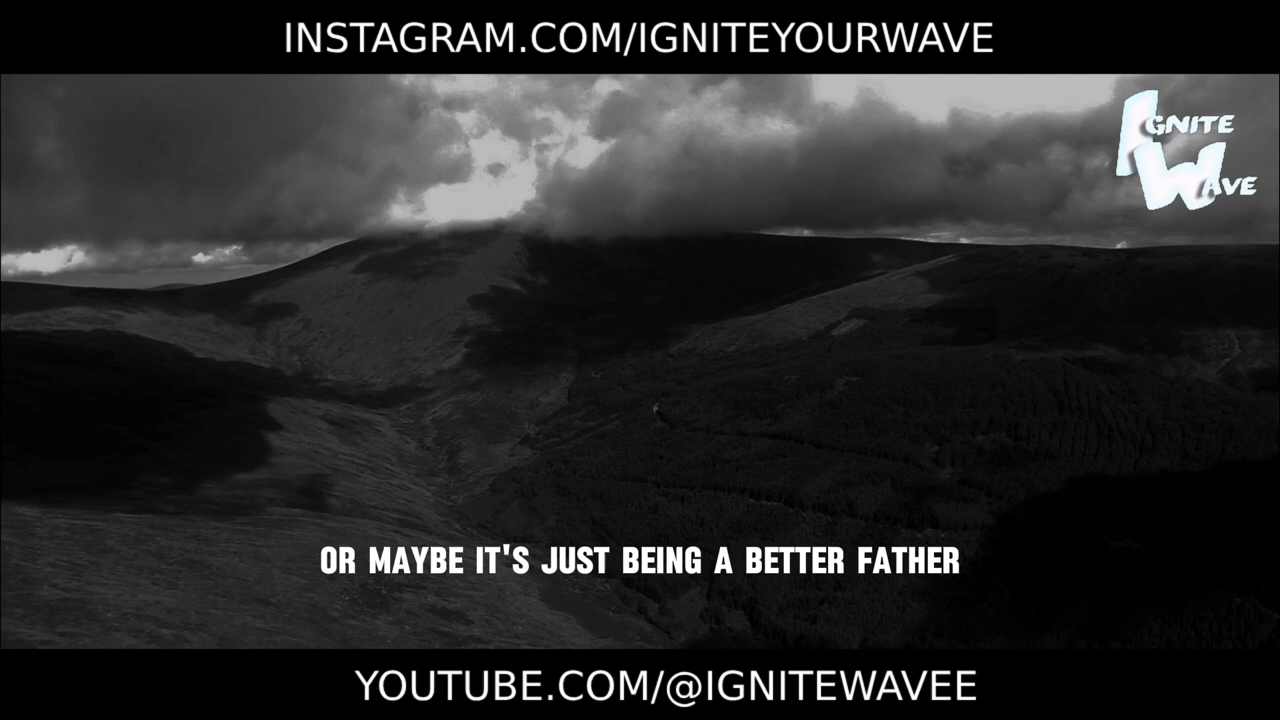 INSTAGRAM.COM/IGNITEYOURWAVE
IGNITE
WAVE
OR MAYBE IT'S JUST BEING A BETTER FATHER
YOUTUBE.COM/@IGNITEWAVEE